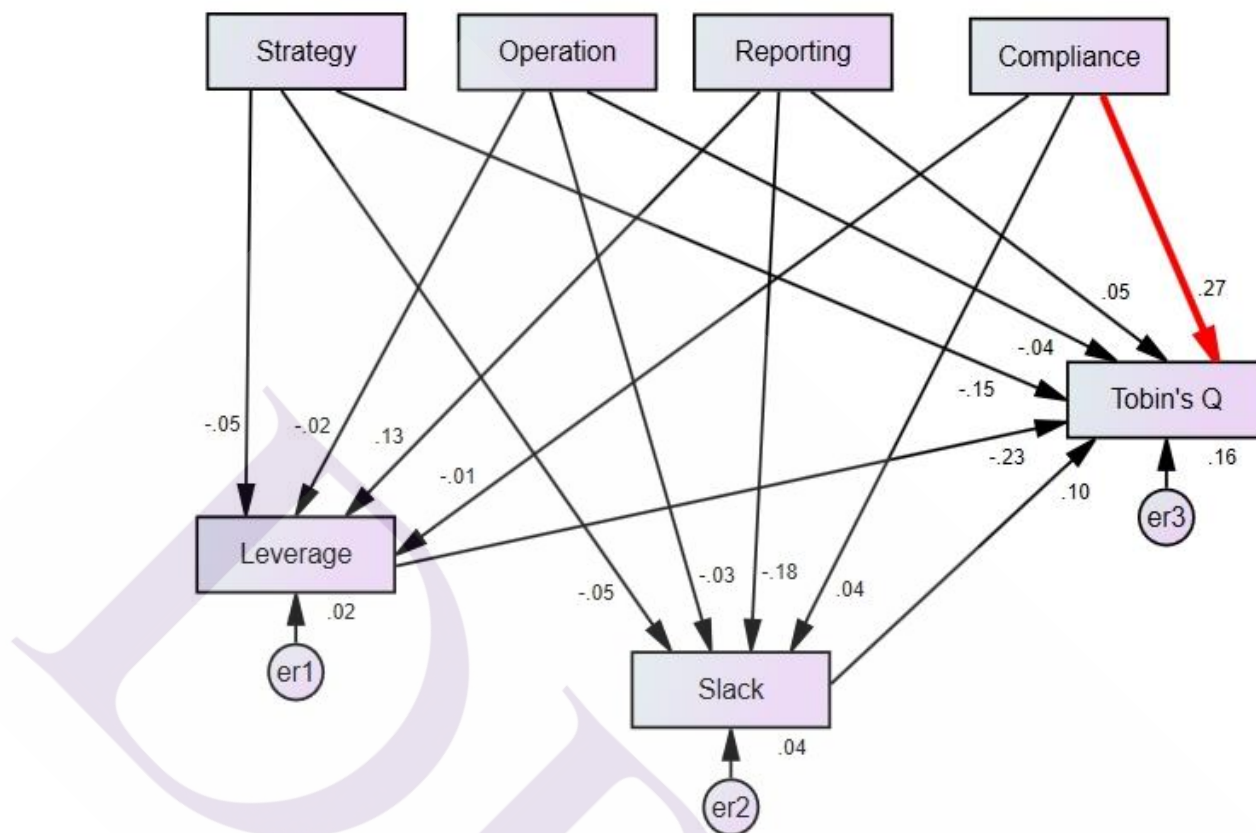 Strategy
Operation
Reporting
Compliance
.05
.27
-.04
-.15
Tobin's Q
-.05
-.02
.13
-.01
-.23
.16
.10
er3
Leverage
.02
-.05
-.03
-.18
.04
er1
Slack
.04
er2